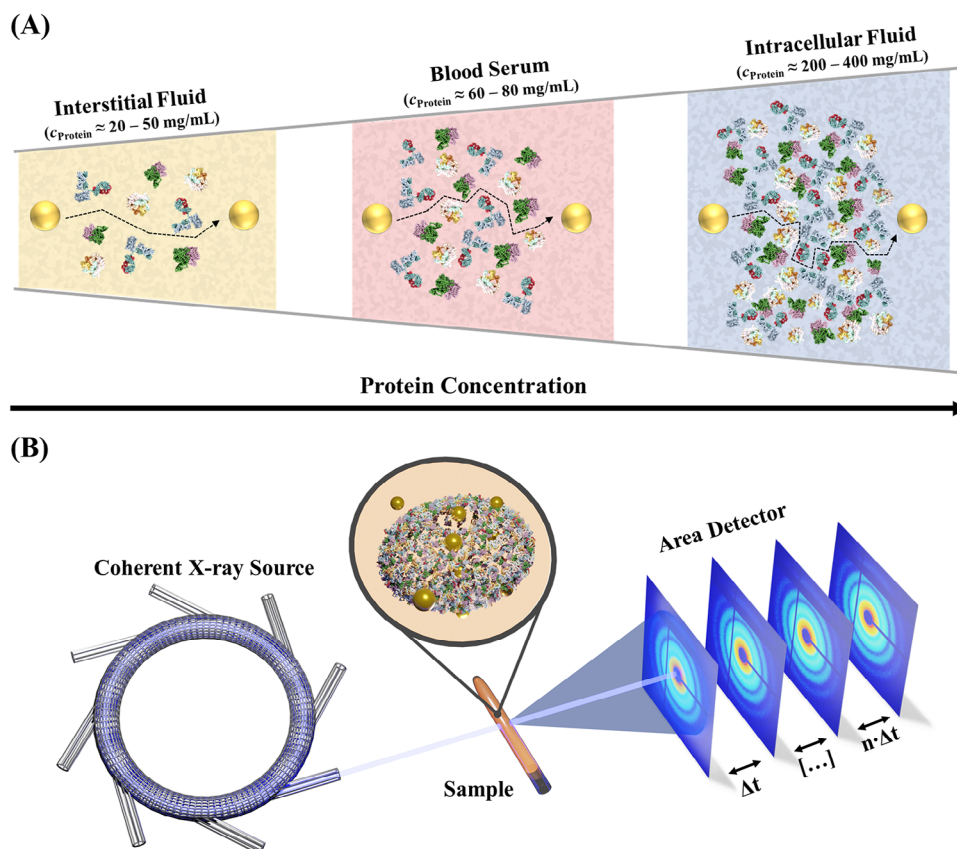 (A)
Interstitial Fluid
(cProtein ≈ 20 – 50 mg/mL)
Blood Serum
(cProtein ≈ 60 – 80 mg/mL)
Intracellular Fluid
(cProtein ≈ 200 – 400 mg/mL)
Protein Concentration
(B)
Coherent X-ray Source
Sample
Area Detector
Δt
[…]
n·Δt